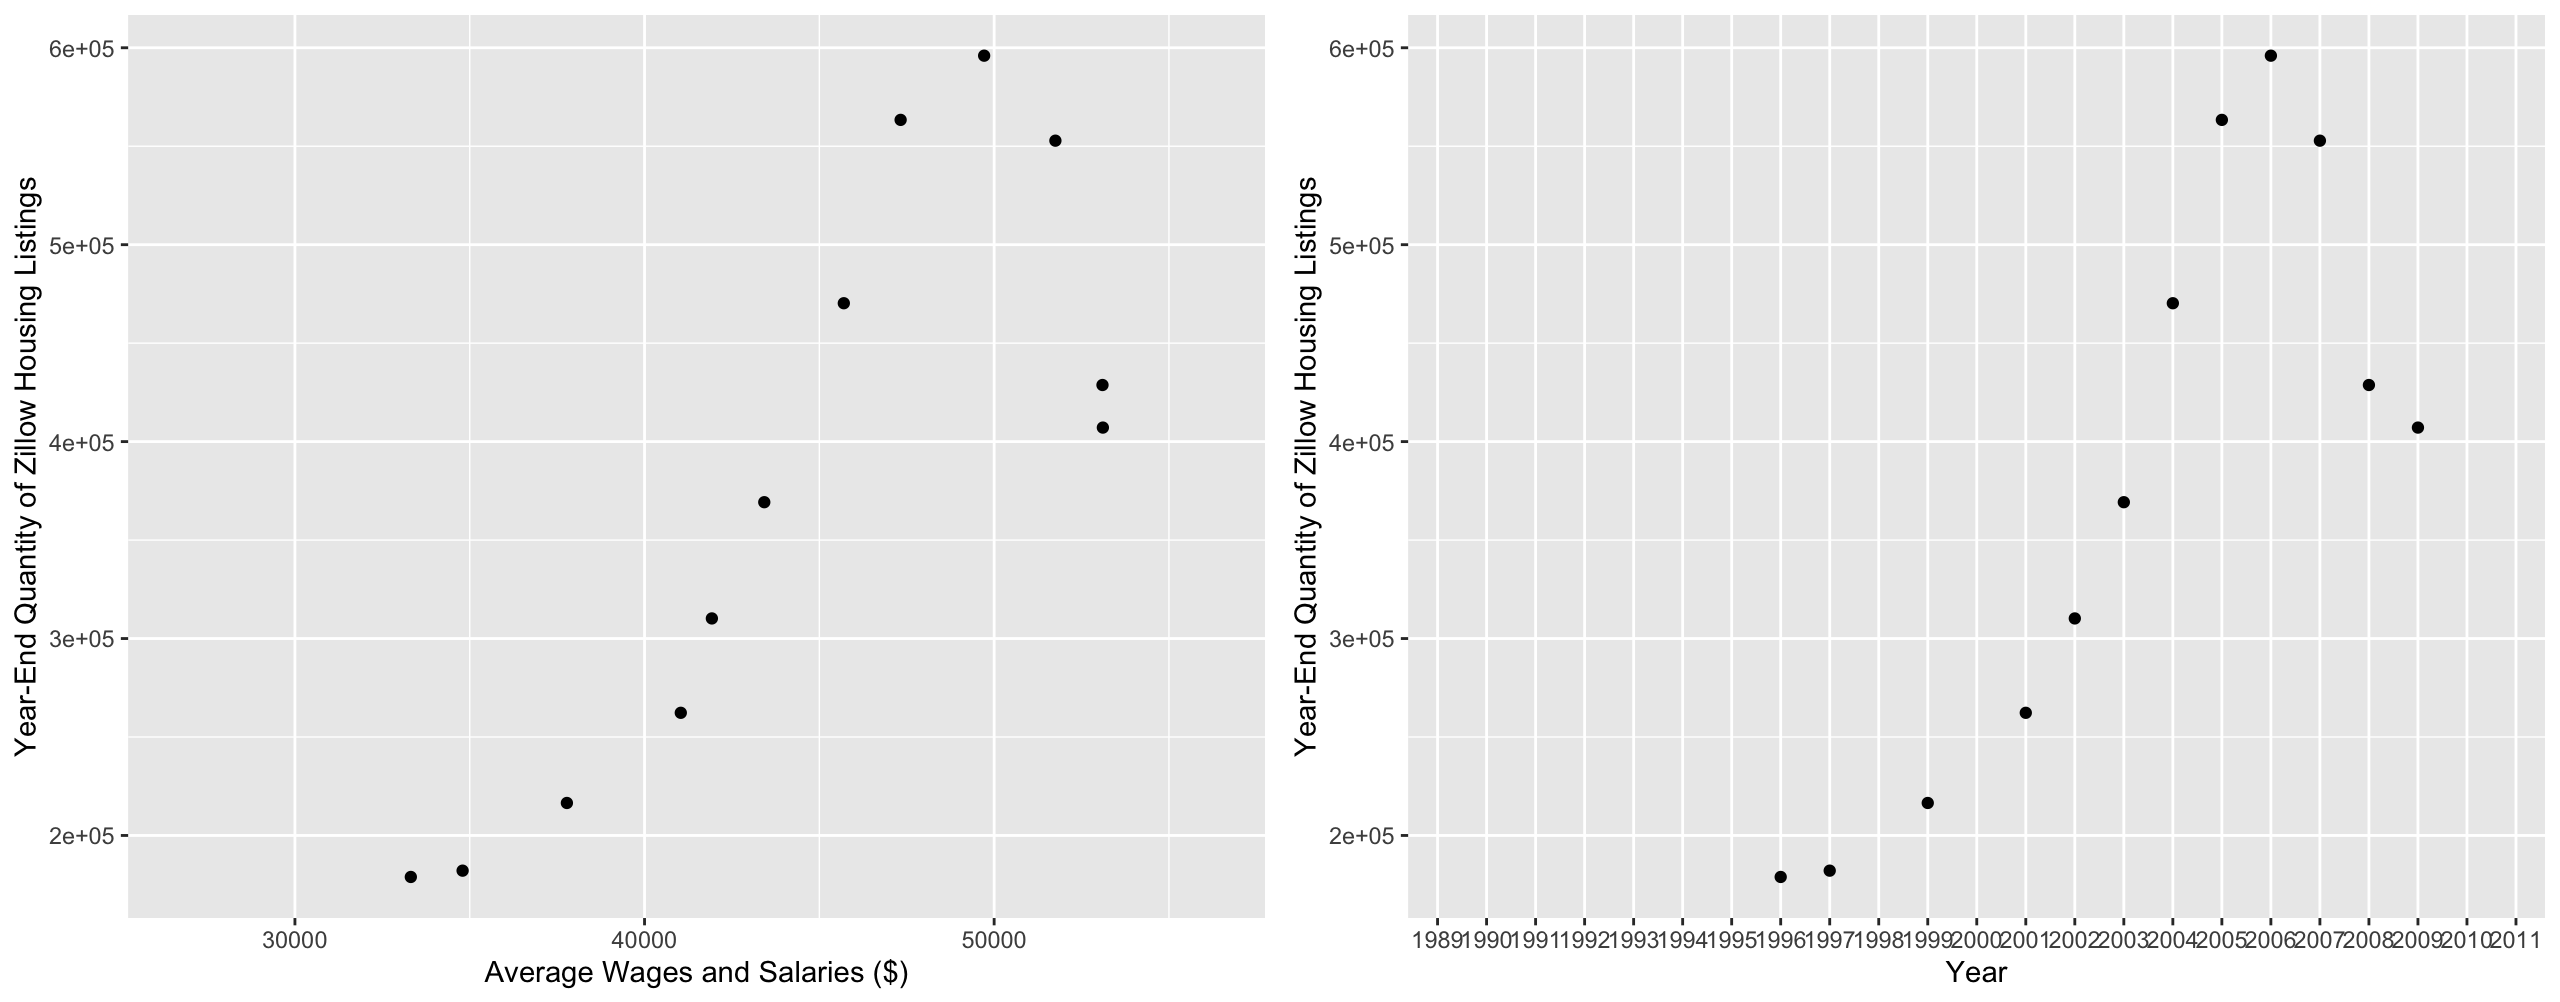 6e+05
5e+05
4e+05
3e+05
2e+05
Year-End Quantity of Zillow Housing Listings
30000 40000 50000
Average Wages and Salaries ($)
6e+05
5e+05
4e+05
3e+05
2e+05
Year-End Quantity of Zillow Housing Listings
1989 1990 1991 1992 1993 1994 1995 1996 1997 1998 1999 2000 2001 2002 2003 2004 2005 2006 2007 2008 2009 2010 2011
Year